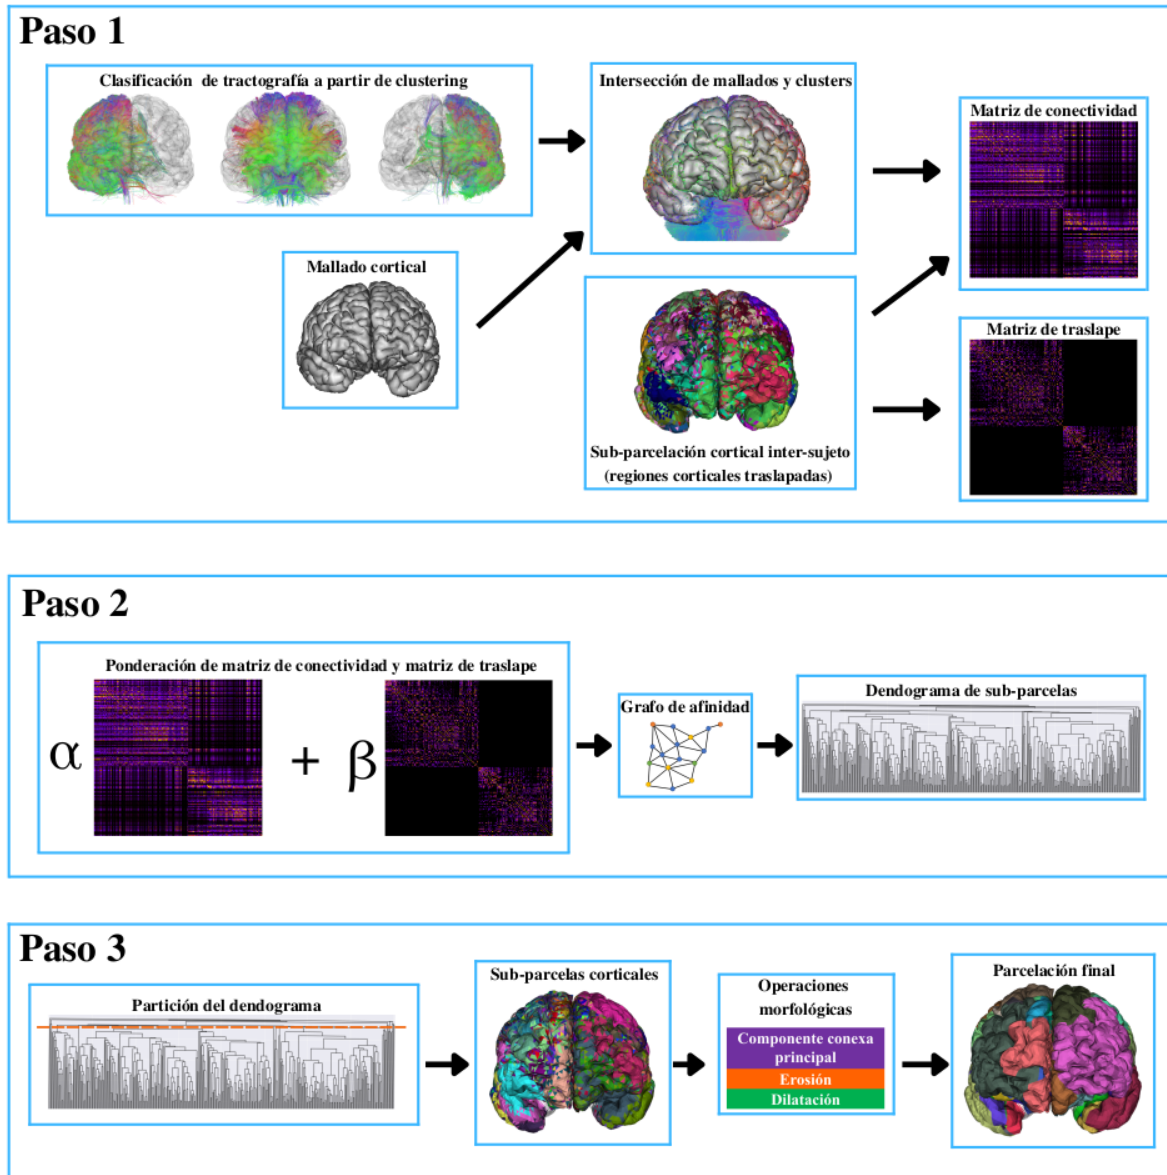 Paso 1
Clasificación de tractografía a partir de clustering
Intersección de mallados y clusters
Matriz de conectividad
Mallado cortical
Matriz de traslape
Sub-parcelación cortical inter-sujeto
(regiones corticales traslapadas)
Paso 2
Ponderación de matriz de conectividad y matriz de traslape
α
+
β
Grafo de afinidad
Dendograma de sub-parcelas
Paso 3
Partición del dendograma
Sub-parcelas corticales
Operaciones
morfológicas
Componente conexa
principal
Erosión
Dilatación
Parcelación final